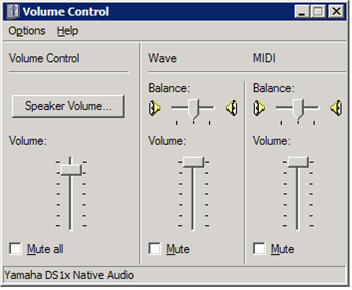 Volume Control
Options Help
Volume Control Wave MIDI
Speaker Volume...
Balance: Balance:
Volume: Volume: Volume:
Mute all Mute Mute
Yamaha DS1x Native Audio